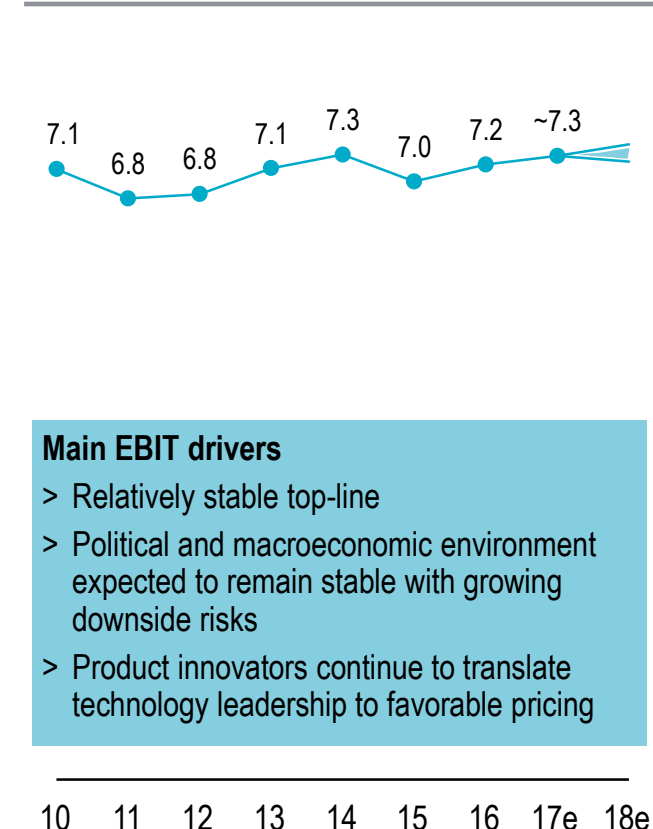 7.1
6.8
6.8
7.1
7.3
7.0
7.2
~7.3
Main EBIT drivers
> Relatively stable top-line
> Political and macroeconomic environment
expected to remain stable with growing
downside risks
> Product innovators continue to translate
technology leadership to favorable pricing
10 11 12 13 14 15 16 17e 18e